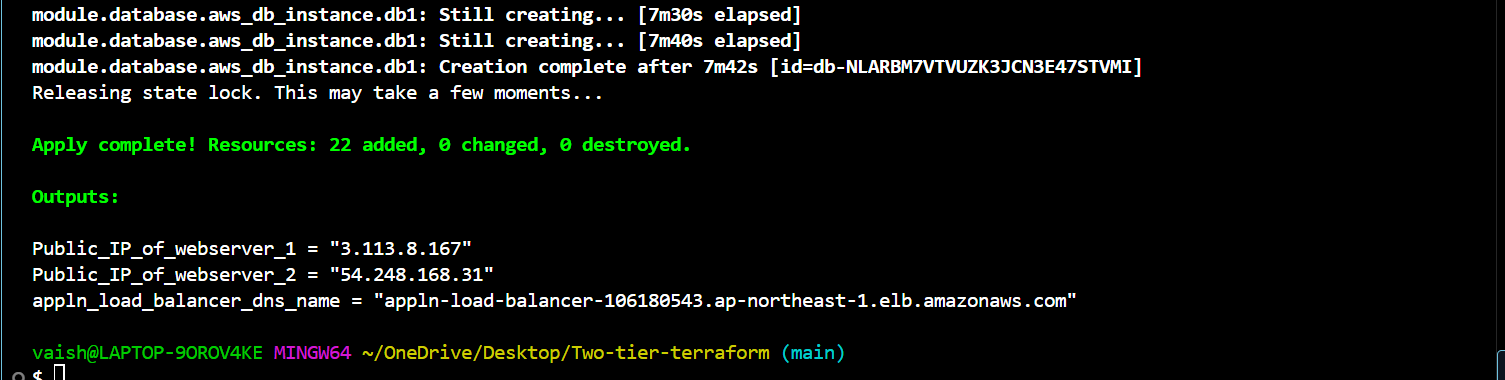 module.database.aws_db_instance.db1: Still creating... [7m30s elapsed]
module.database.aws_db_instance.db1: Still creating... [7m40s elapsed]
module.database.aws_db_instance.db1: Creation complete after 7m42s [id=db-NLARBM7VTVUZK3JCN3E47STVMI]
Releasing state lock. This may take a few moments...
Apply complete! Resources: 22 added, 0 changed, 0 destroyed.
Outputs:
Public_IP_of_webserver_1 = "3.113.8.167"
Public_IP_of_webserver_2 = "54.248.168.31"
appln_load_balancer_dns_name = "appln-load-balancer-106180543.ap-northeast-1.elb.amazonaws.com"
vaish@LAPTOP-9OROV4KE MINGW64 ~/OneDrive/Desktop/Two-tier-terraform (main)
$